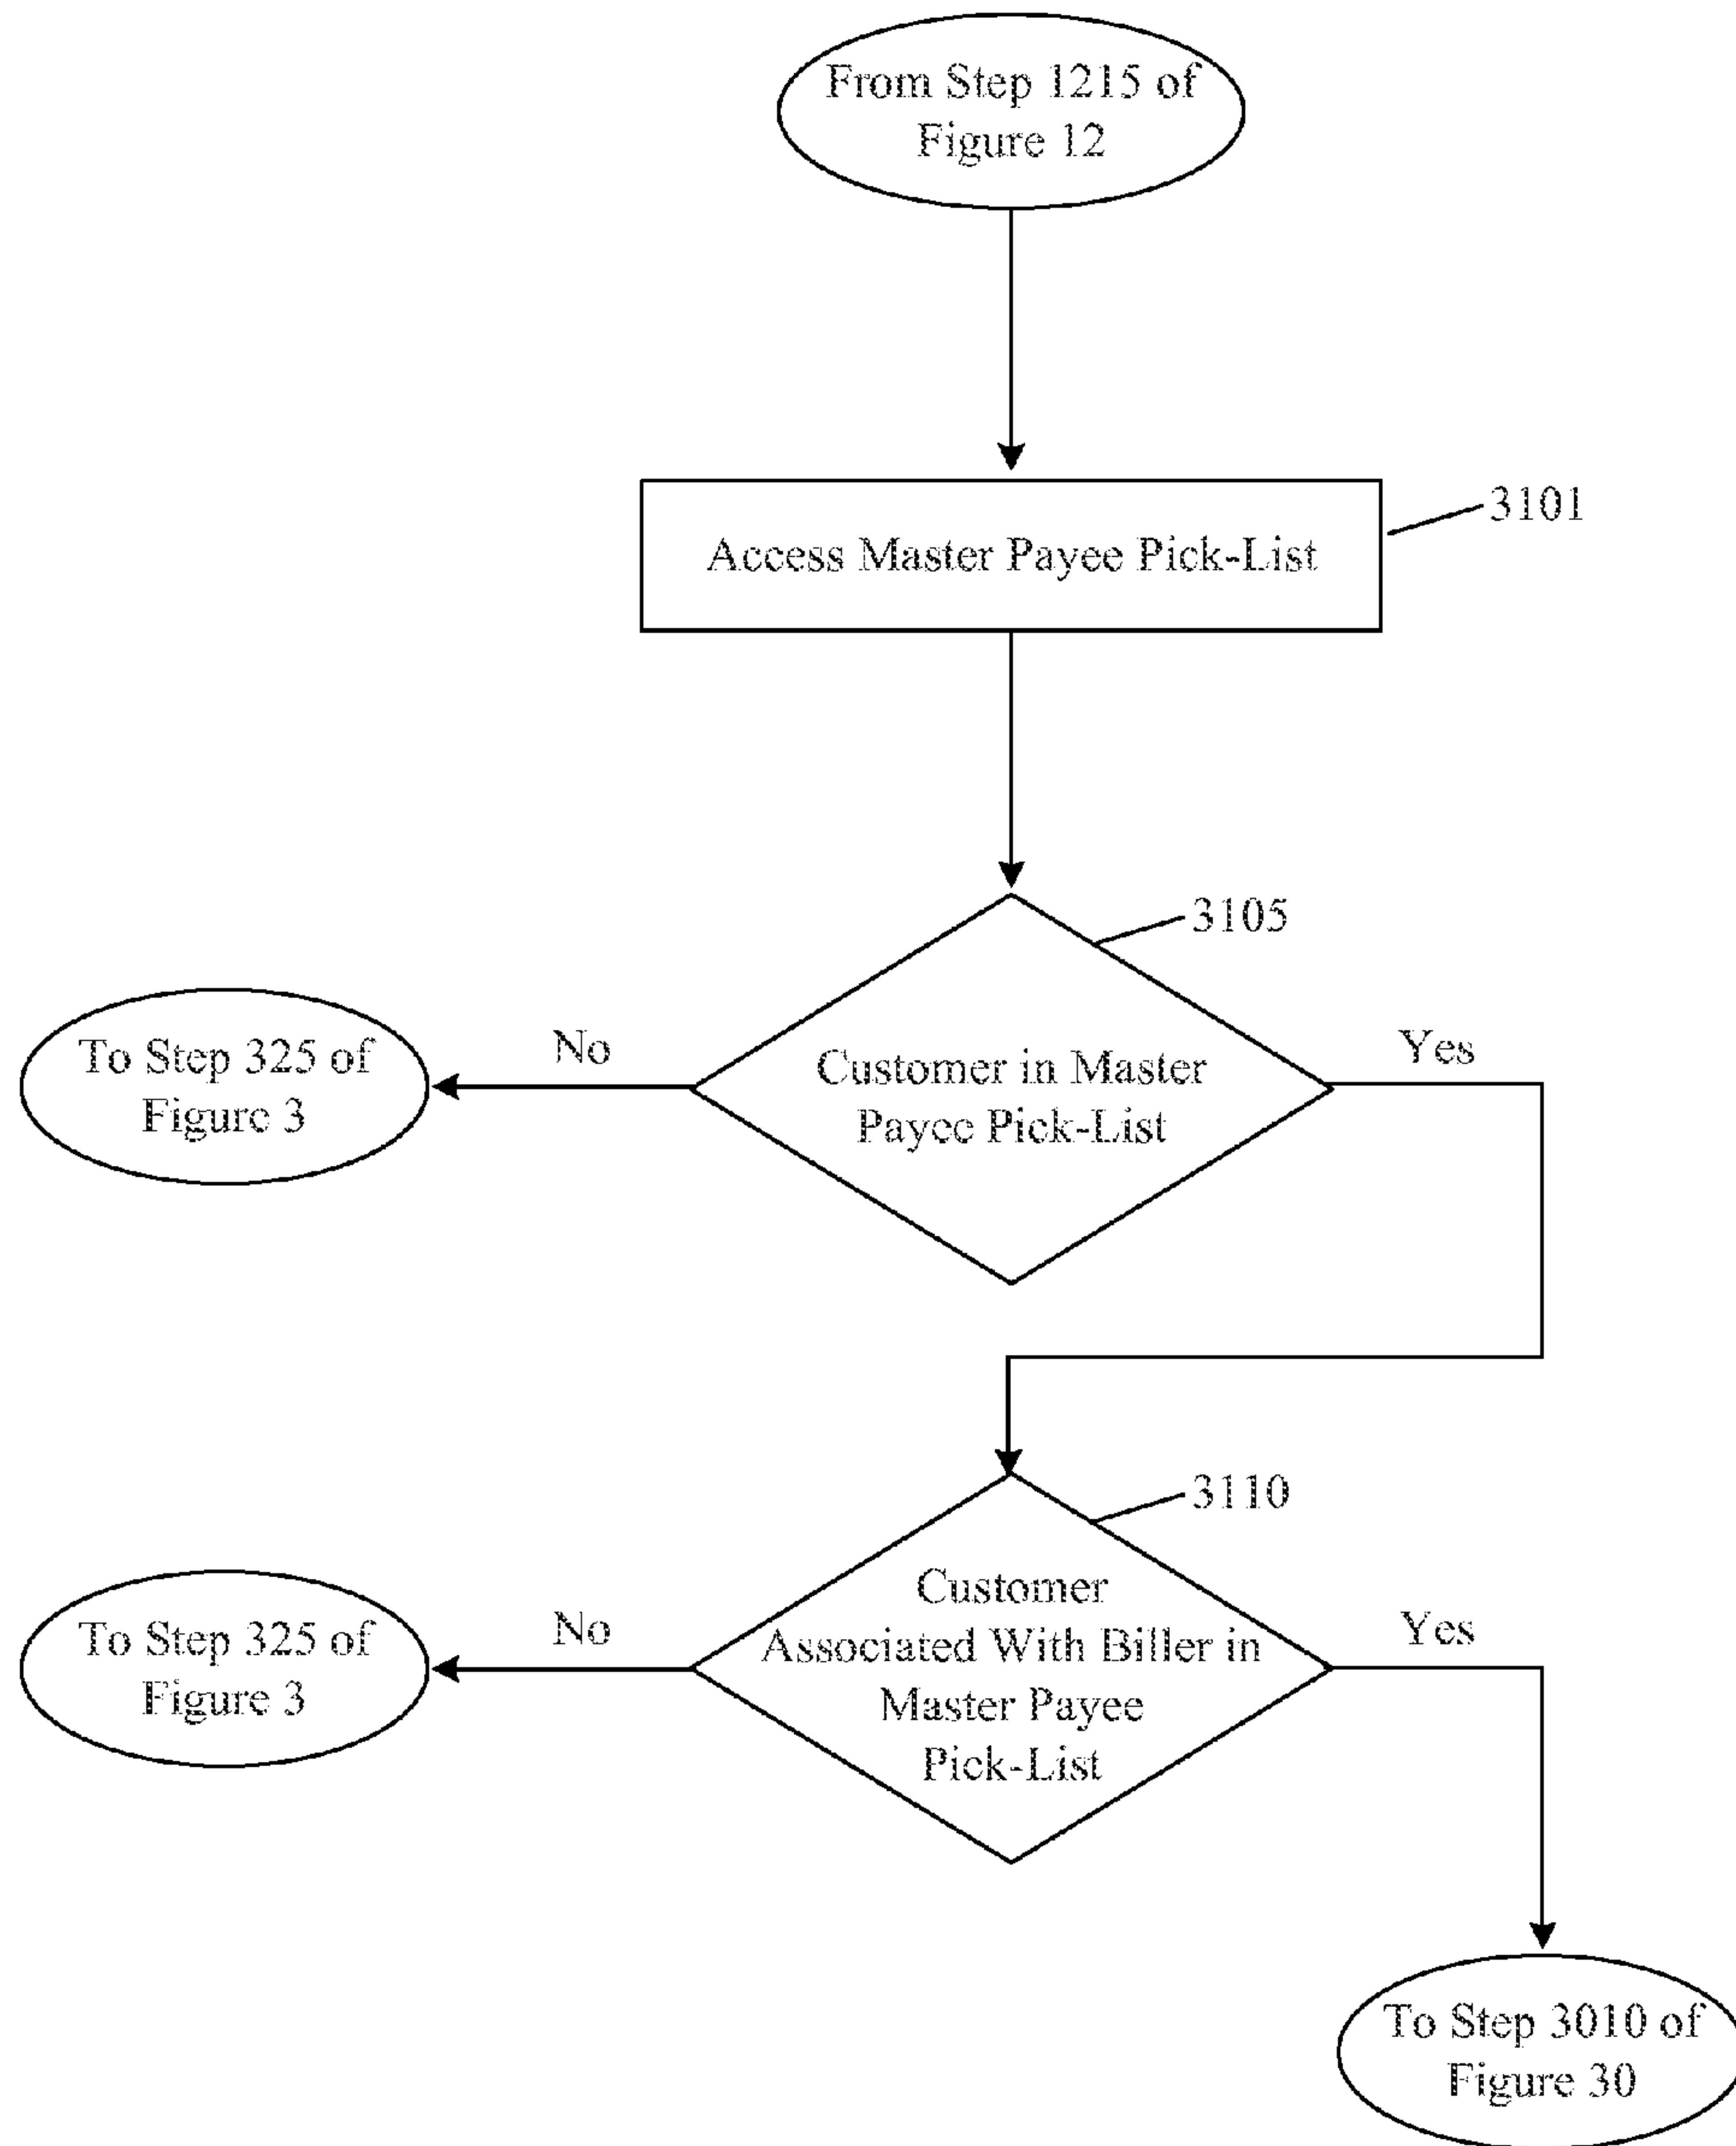 From Step 1215 of
Figure 12
3101
Access Master Payee Pick-List
3105
Customer in Master
Payee Pick-List
No
Yes
To Step 325 of
Figure 3
3110
Customer
Associated With Biller in
Master Payee
Pick-List
No
Yes
To Step 325 of
Figure 3
To Step 3010 of
Figure 30